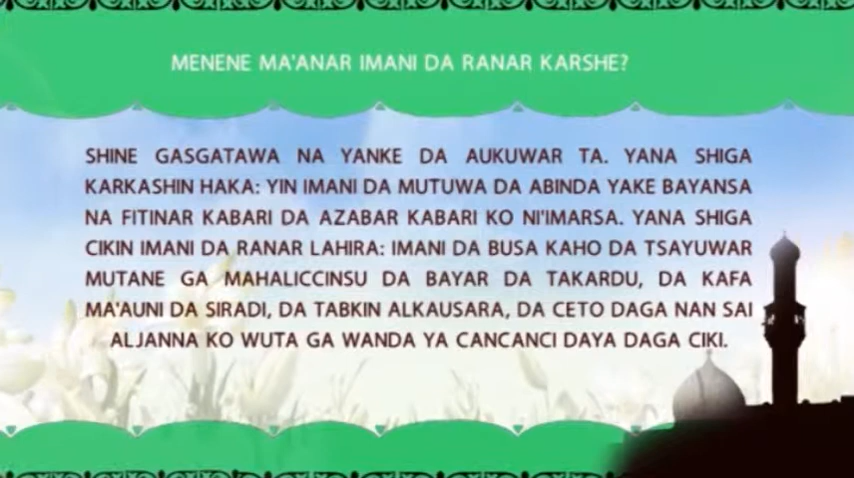 MENENE MA'ANAR IMANI DA RANAR KARSHE?
SHINE GASGATAWA NA YANKE DA AUKUWAR TA. YANA SHIGA
KARKASHIN HAKA: YIN IMANI DA MUTUWA DA ABINDA YAKE BAYANSA
NA FITINAR KABARI DA AZABAR KABARI KO NI'IMARSA. YANA SHIGA
CIKIN IMANI DA RANAR LAHIRA: IMANI DA BUSA KAHO DA TSAYUWAR
MUTANE GA MAHALICCINSU DA BAYAR DA TAKARDU, DA KAFA
MA'AUNI DA SIRADI, DA TABKIN ALKAUSARA, DA CETO DAGA NAN SAI
ALJANNA KO WUTA GA WANDA YA CANCANCI DAYA DAGA CIKI.